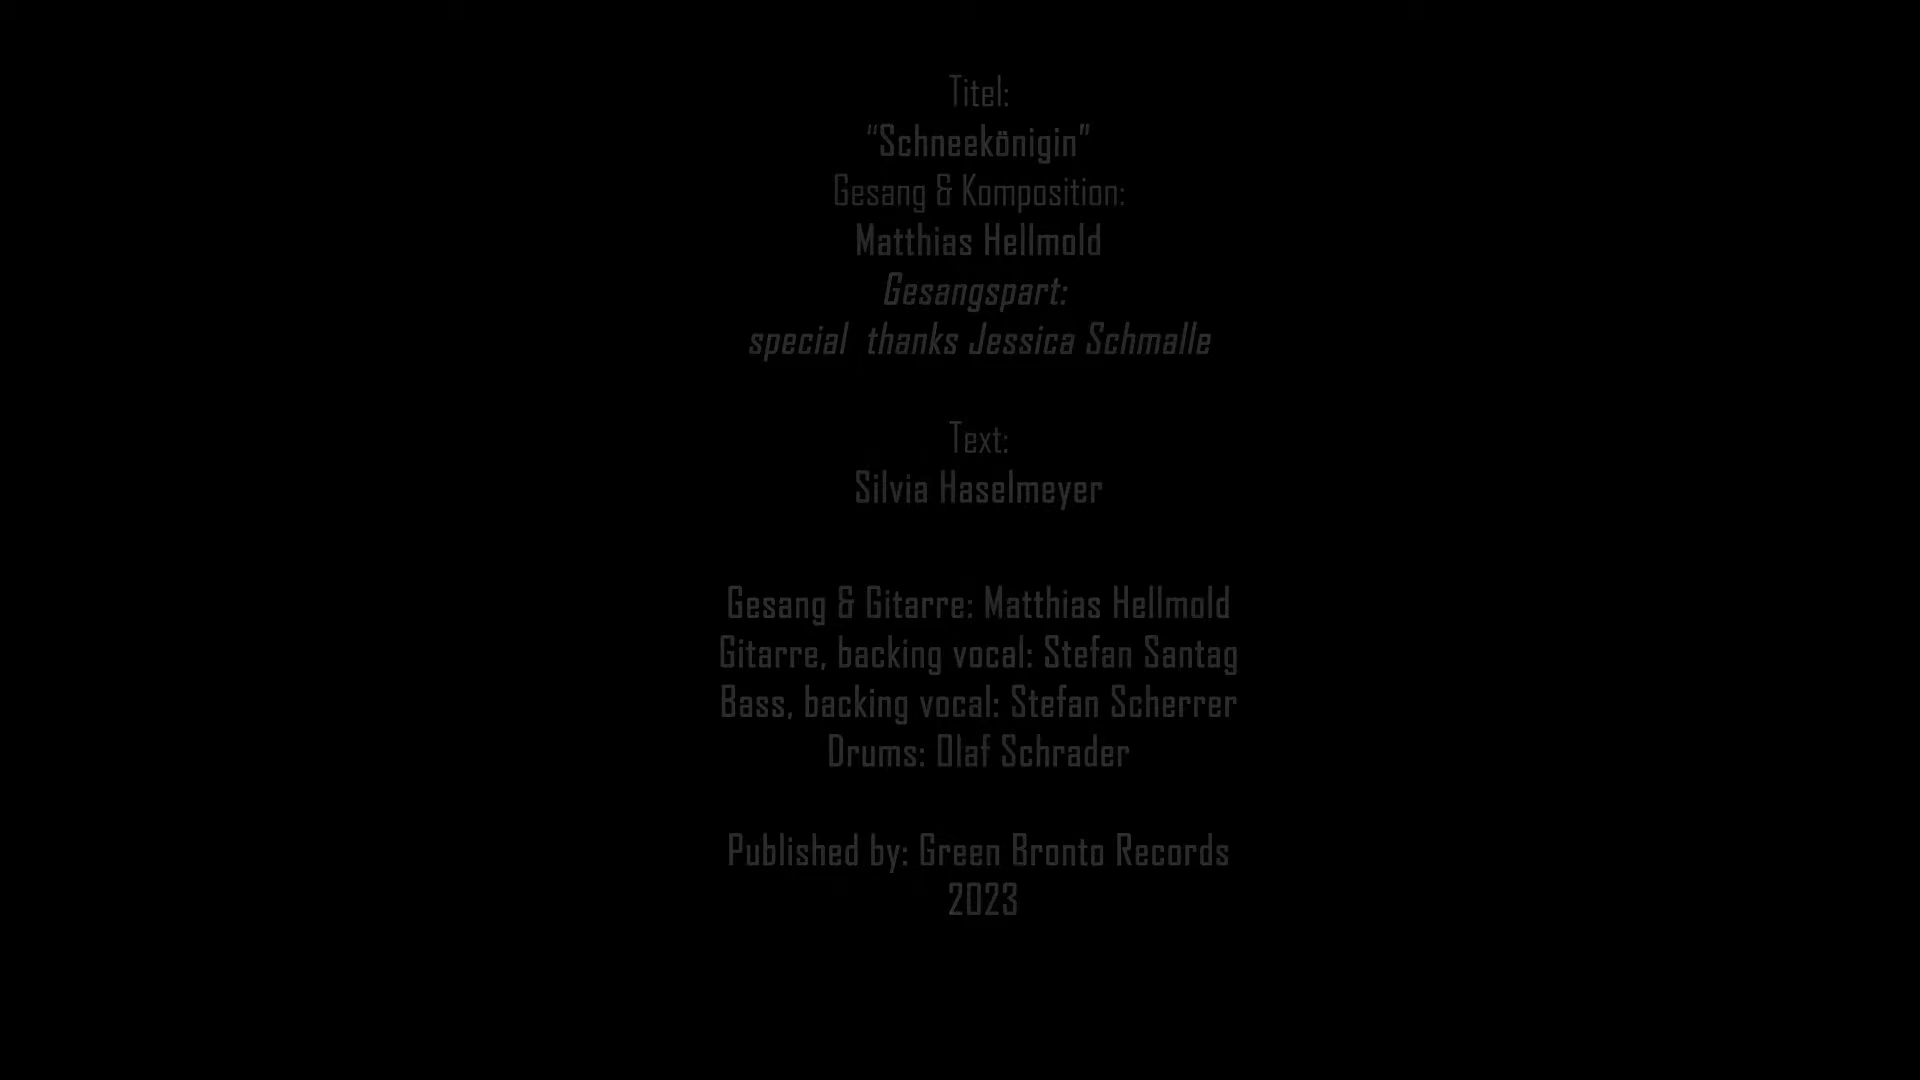 Titel:
“Schneekönigin”
Gesang & Komposition:
Matthias Hellmold
Gesangspart:
special thanks Jessica Schmalle
Text:
Silvia Haselmeyer
Gesang & Gitarre: Matthias Hellmold
Gitarre, backing vocal: Stefan Santag
Bass, backing vocal: Stefan Scherrer
Drums: Olaf Schrader
Published by: Green Bronto Records
2023